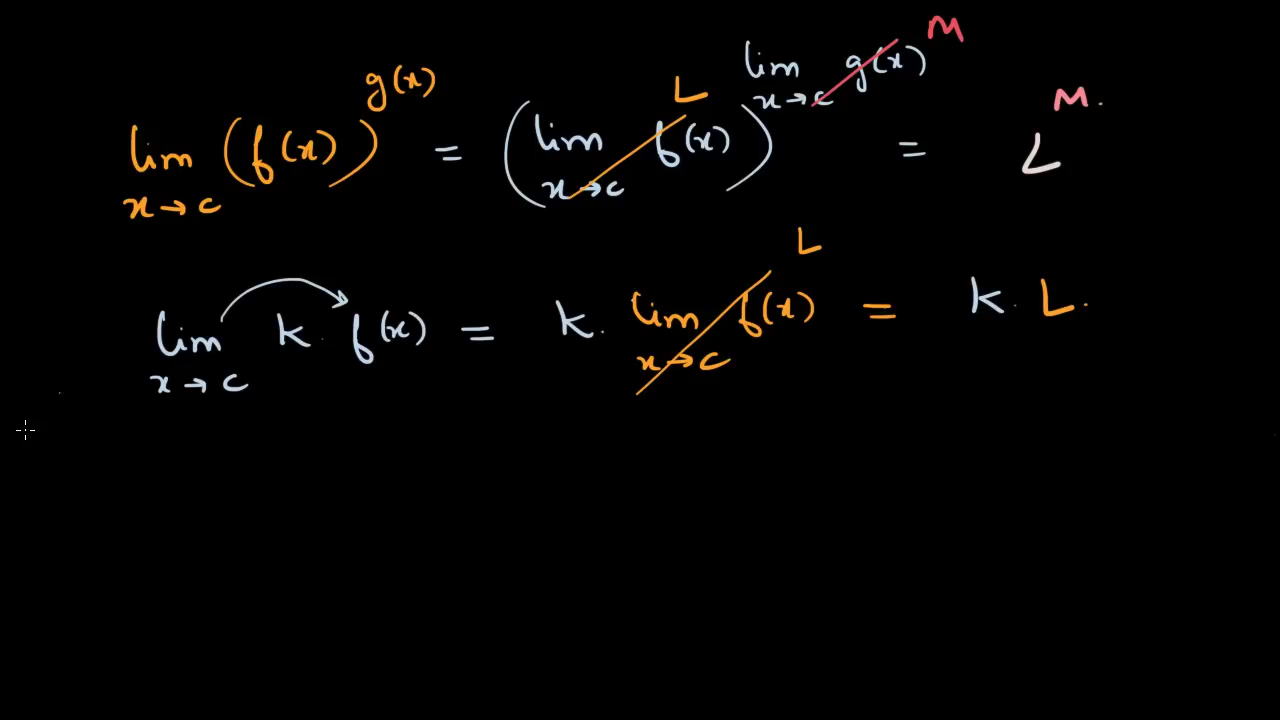 lim x→c (f(x))^g(x) = (lim x→c f(x) L)^lim x→c g(x) M = L^M.
lim x→c k. f(x) = k. lim x→c f(x) L = k. L.